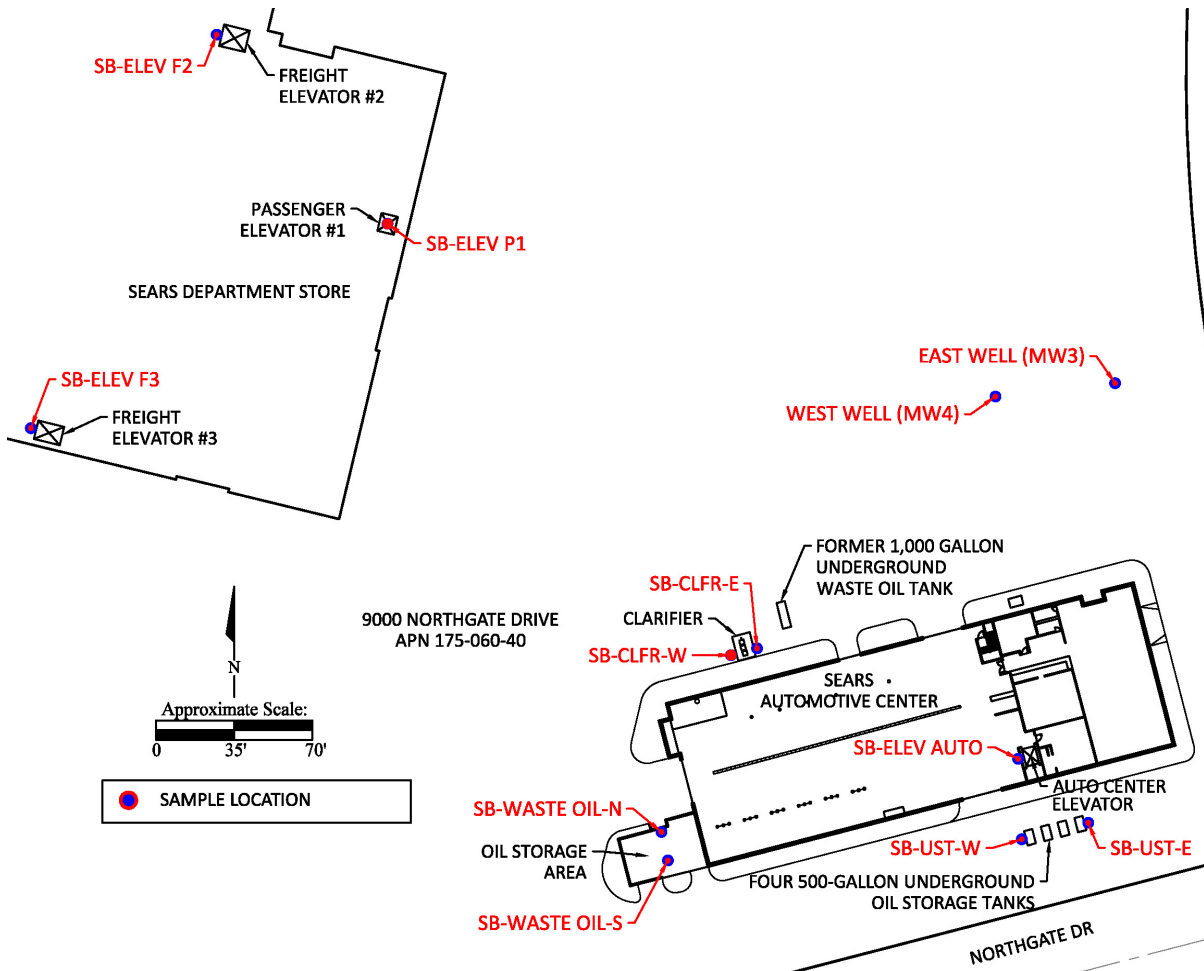 SB-ELEV F2
FREIGHT
ELEVATOR #2
PASSENGER
ELEVATOR #1
SB-ELEV P1
SEARS DEPARTMENT STORE
SB-ELEV F3
FREIGHT
ELEVATOR #3
EAST WELL (MW3)
WEST WELL (MW4)
FORMER 1,000 GALLON
UNDERGROUND
WASTE OIL TANK
SB-CLFR-E
CLARIFIER
SB-CLFR-W
9000 NORTHGATE DRIVE
APN 175-060-40
N
Approximate Scale:
0 35' 70'
SAMPLE LOCATION
SEARS
AUTOMOTIVE CENTER
SB-ELEV AUTO
AUTO CENTER
ELEVATOR
SB-WASTE OIL-N
OIL STORAGE
AREA
SB-WASTE OIL-S
SB-UST-W
SB-UST-E
FOUR 500-GALLON UNDERGROUND
OIL STORAGE TANKS
NORTHGATE DR